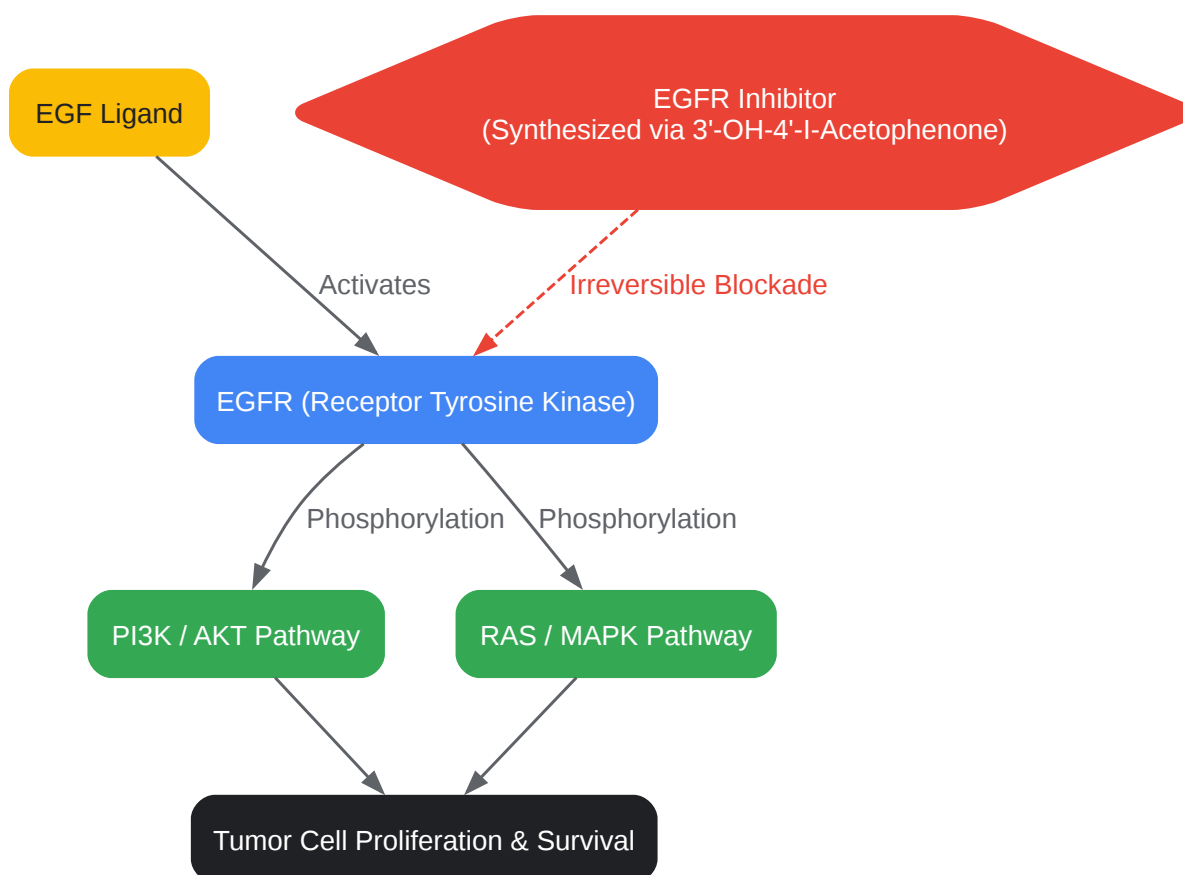 EGF Ligand
EGFR Inhibitor
(Synthesized via 3'-OH-4'-I-Acetophenone)
Activates
Irreversible Blockade
EGFR (Receptor Tyrosine Kinase)
Phosphorylation
Phosphorylation
PI3K / AKT Pathway
RAS / MAPK Pathway
Tumor Cell Proliferation & Survival